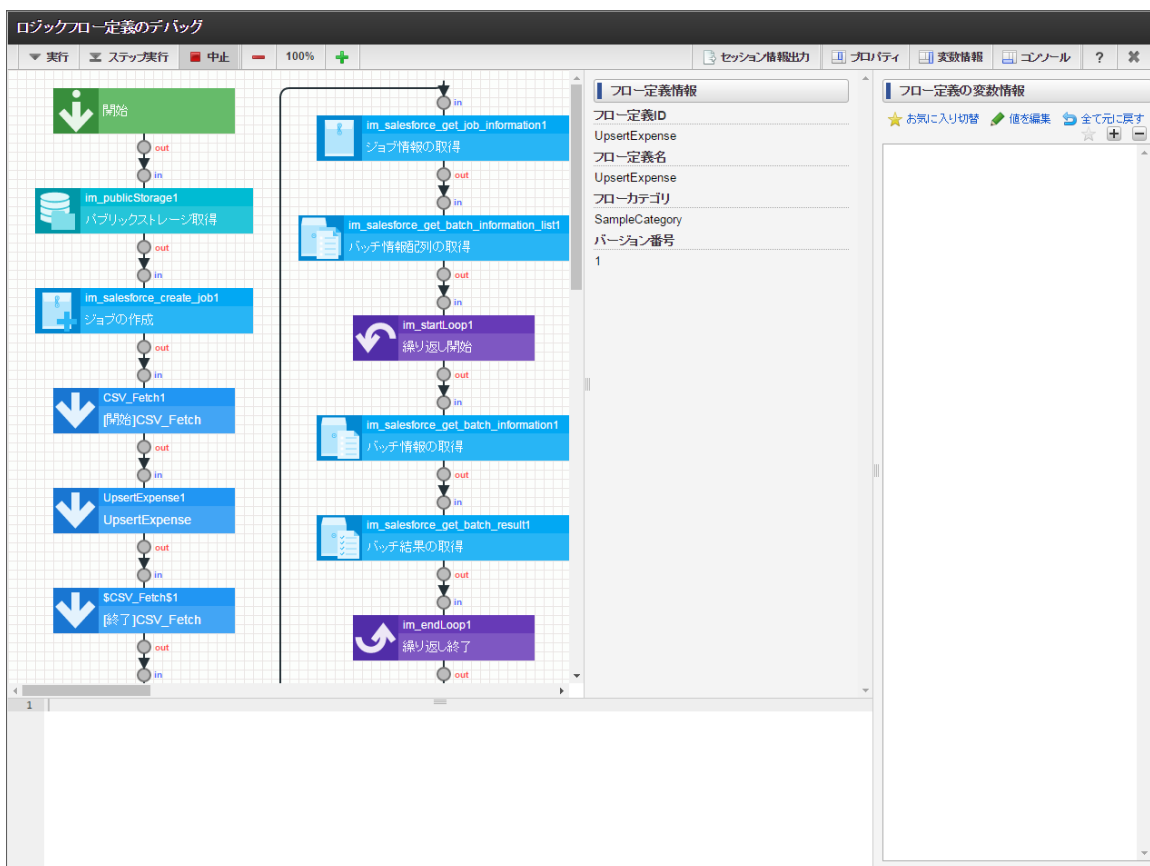 ロジックフロー定義のデバッグ
実行 ステップ実行 中止 100% セッション情報出力 プロパティ 変数情報 コンソール ?
開始
out
in
im_publicStorage1
パブリックストレージ取得
out
in
im_salesforce_create_job1
ジョブの作成
out
in
CSV_Fetch1
[開始]CSV_Fetch
out
in
UpsertExpense1
UpsertExpense
out
in
$CSV_Fetch$1
[終了]CSV_Fetch
out
in
in
im_salesforce_get_job_information1
ジョブ情報の取得
out
in
im_salesforce_get_batch_information_list1
バッチ情報配列の取得
out
in
im_startLoop1
繰り返し開始
out
in
im_salesforce_get_batch_information1
バッチ情報の取得
out
in
im_salesforce_get_batch_result1
バッチ結果の取得
out
in
im_endLoop1
繰り返し終了
out
フロー定義情報
フロー定義ID
UpsertExpense
フロー定義名
UpsertExpense
フローカテゴリ
SampleCategory
バージョン番号
1
フロー定義の変数情報
お気に入り切替 値を編集 全て元に戻す
1